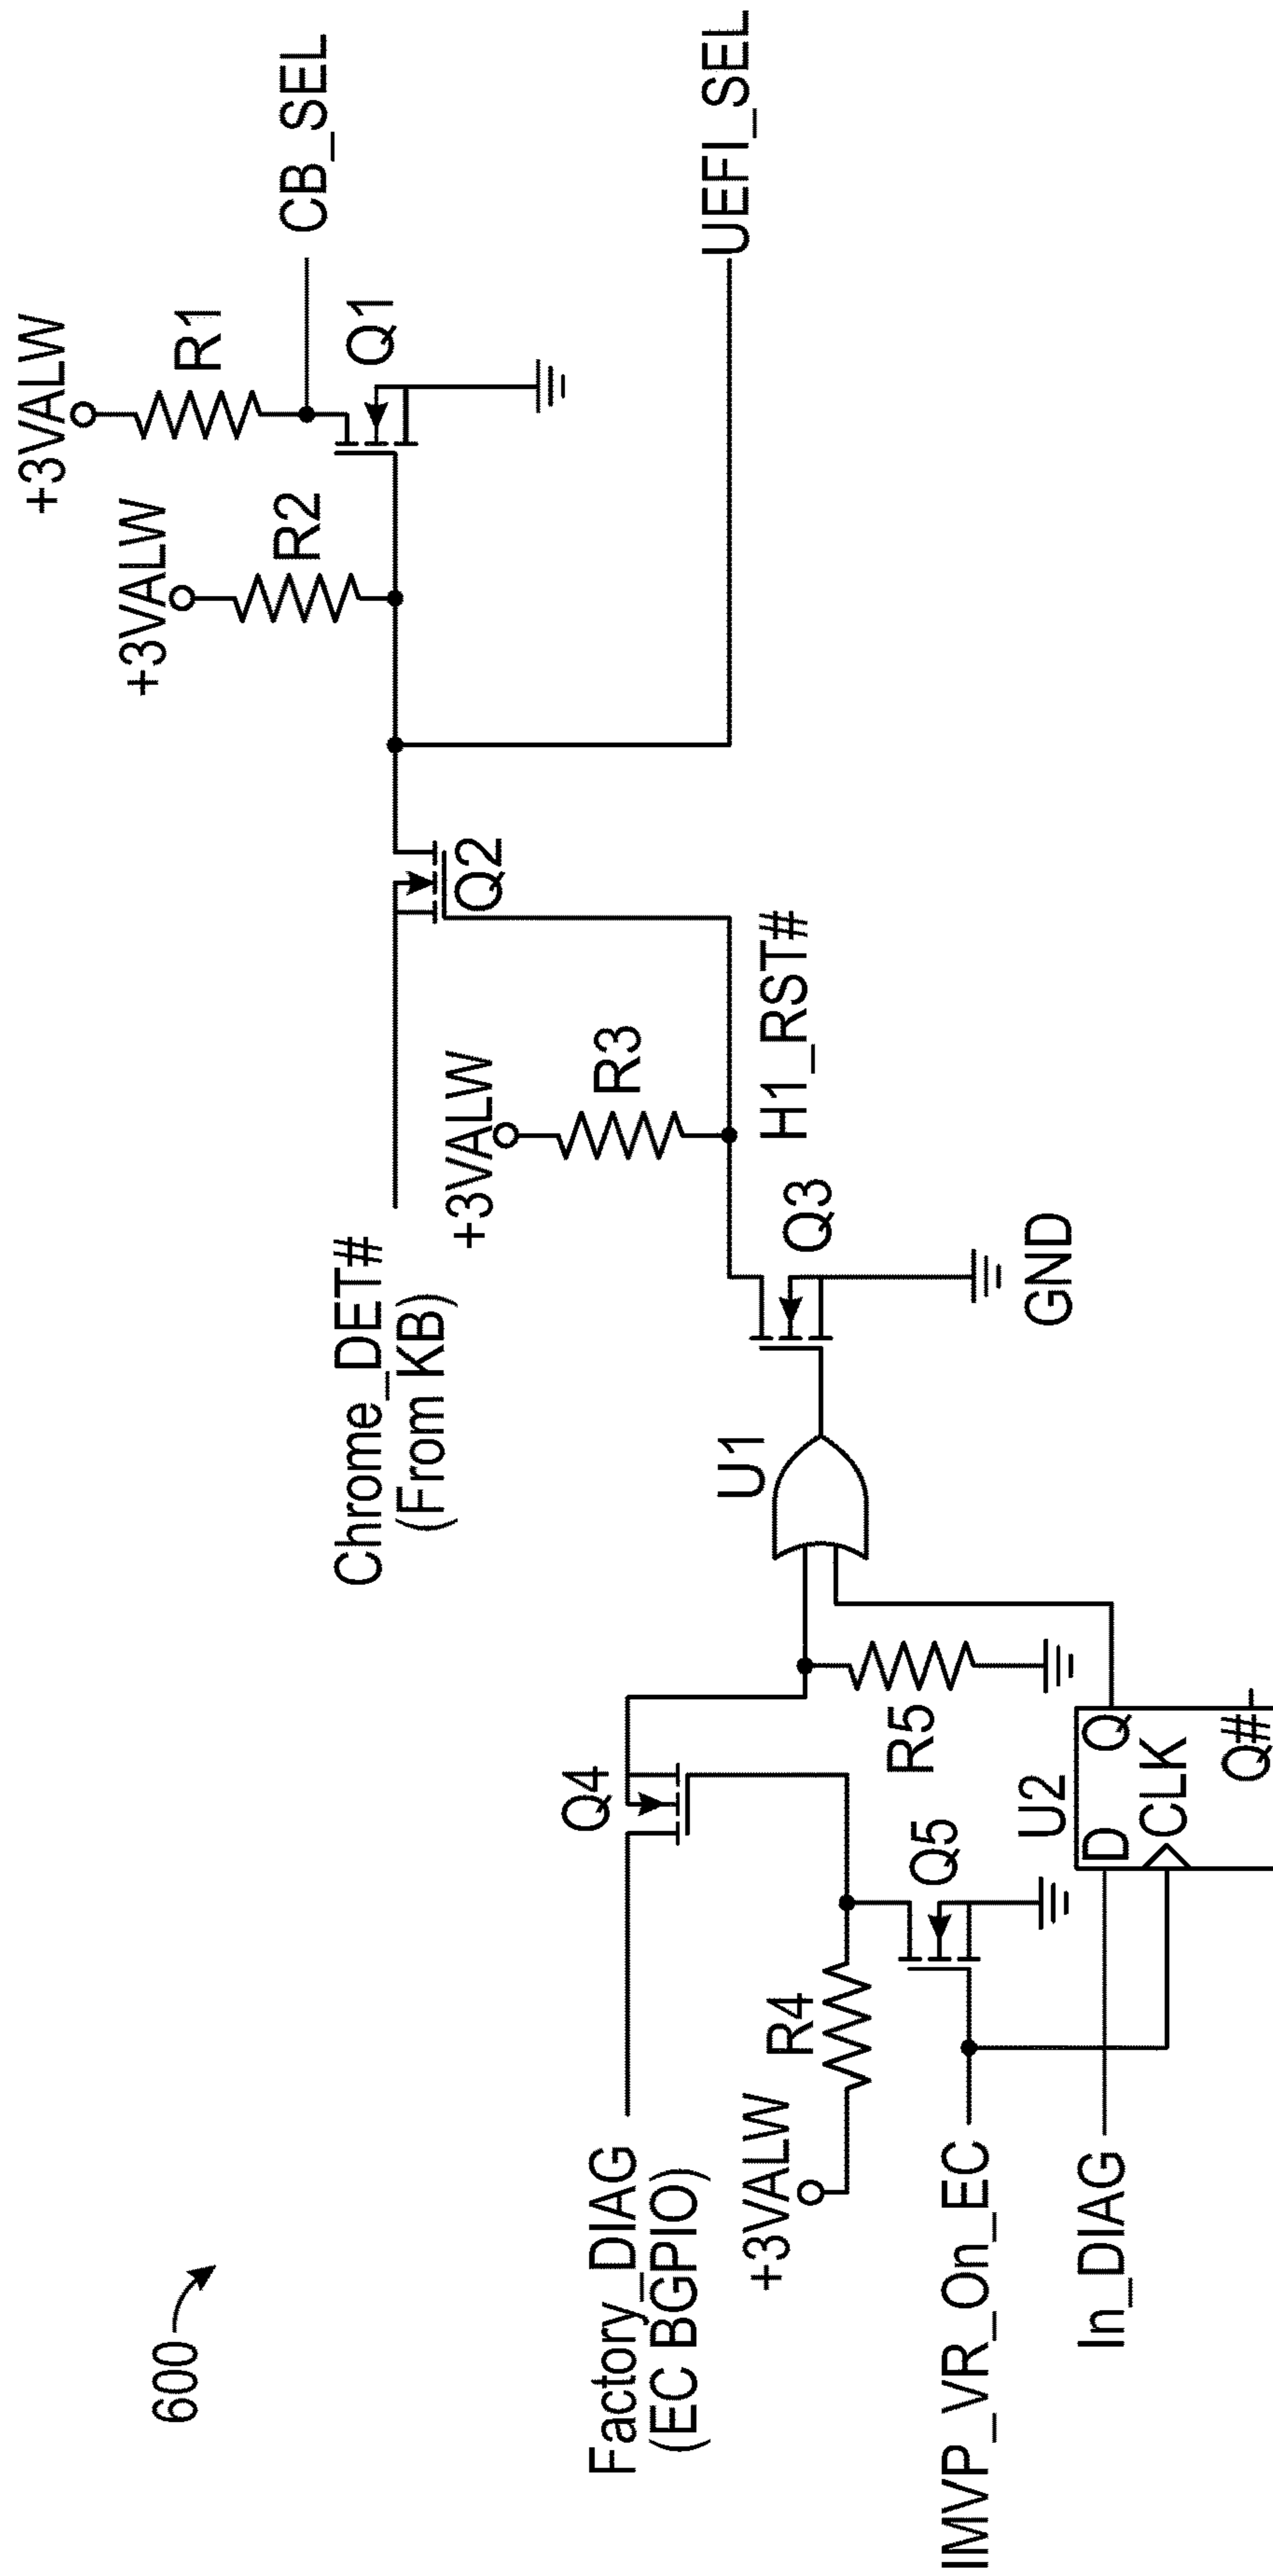 600
+3VALW
R1
CB_SEL
+3VALW
R2
Q1
Chrome_DET#
(From KB)
Q2
UEFI_SEL
+3VALW
R3
H1_RST#
Factory_DIAG
(EC BGPIO)
Q4
U1
Q3
GND
+3VALW
R4
R5
Q5
IMVP_VR_On_EC
In_DIAG
U2
D
Q
CLK
Q#